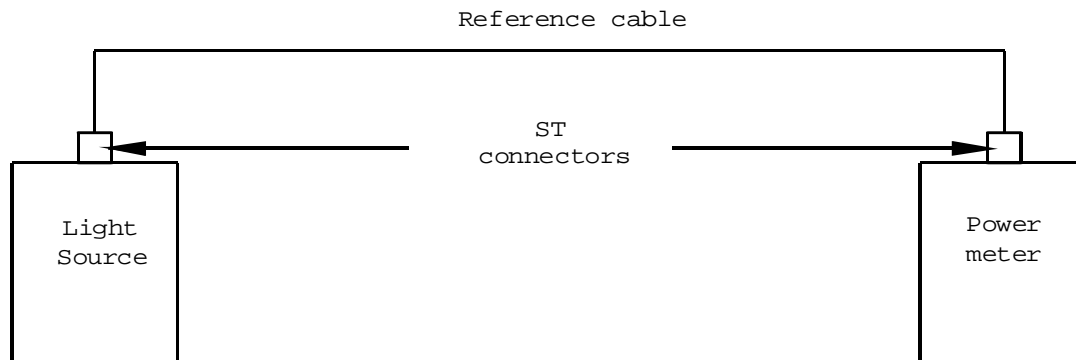 Reference cable
ST
connectors
Light
Source
Power
meter